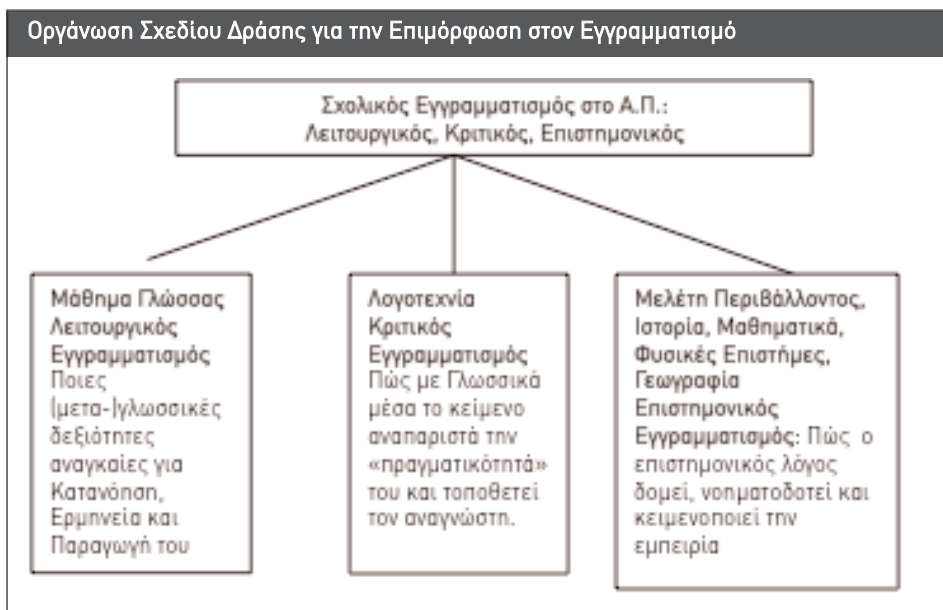 Οργάνωση Σχεδίου Δράσης για την Επιμόρφωση στον Εγγραμματισμό
Σχολικός Εγγραμματισμός στο Α.Π.:
Λειτουργικός, Κριτικός, Επιστημονικός
Μάθημα Γλώσσας
Λειτουργικός
Εγγραμματισμός
Ποιες
(μετα-)γλωσσικές
δεξιότητες
αναγκαίες για
Κατανόηση,
Ερμηνεία και
Παραγωγή του
Λογοτεχνία
Κριτικός
Εγγραμματισμός
Πώς με Γλωσσικά
μέσα το κείμενο
αναπαριστά την
«πραγματικότητά»
του και τοποθετεί
τον αναγνώστη.
Μελέτη Περιβάλλοντος,
Ιστορία, Μαθηματικά,
Φυσικές Επιστήμες,
Γεωγραφία
Επιστημονικός
Εγγραμματισμός: Πώς ο
επιστημονικός λόγος
δομεί, νοηματοδοτεί και
κειμενοποιεί την
εμπειρία